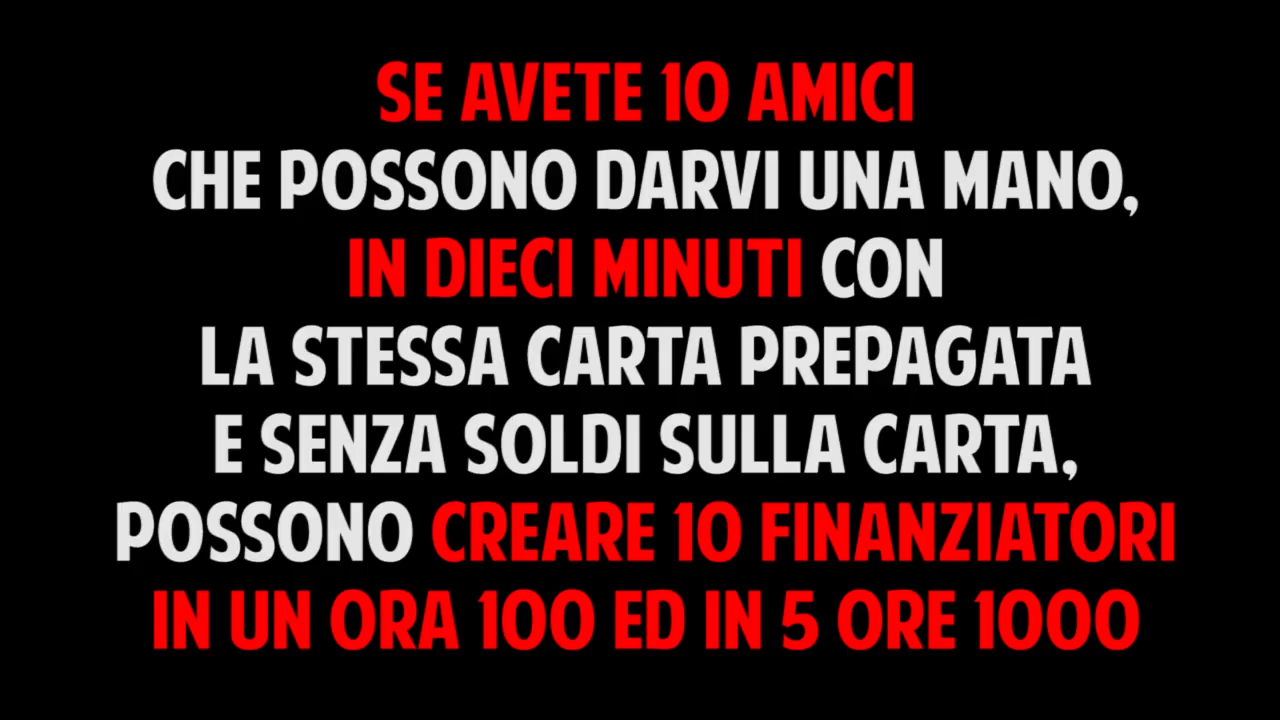 SE AVETE 10 AMICI
CHE POSSONO DARVI UNA MANO,
IN DIECI MINUTI CON
LA STESSA CARTA PREPAGATA
E SENZA SOLDI SULLA CARTA,
POSSONO CREARE 10 FINANZIATORI
IN UN ORA 100 ED IN 5 ORE 1000